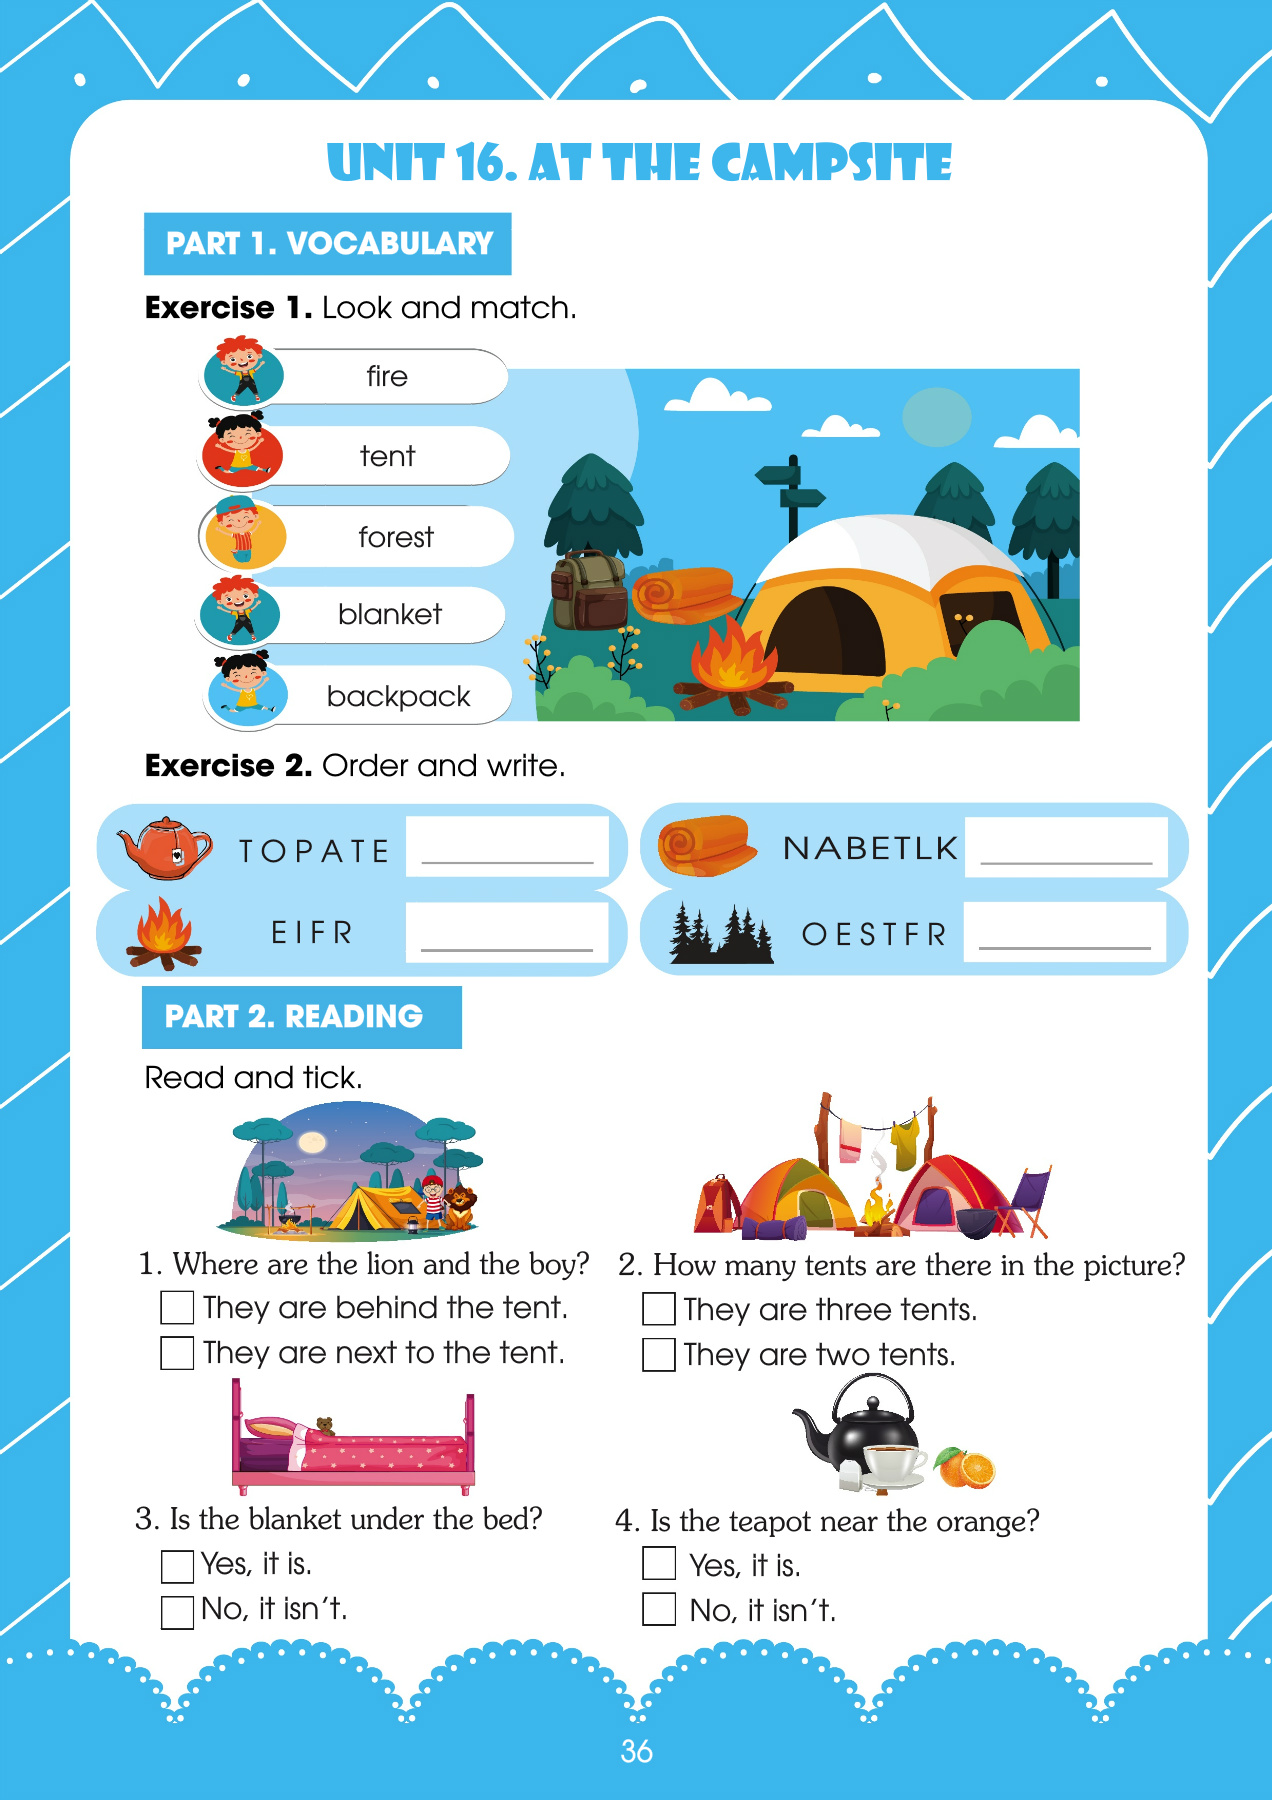 UNIT 16. AT THE CAMPSITE
PART 1. VOCABULARY
Exercise 1. Look and match.
fire
tent
forest
blanket
backpack
Exercise 2. Order and write.
TOPATE
NABETLK
EIFR
OESTFR
PART 2. READING
Read and tick.
1. Where are the lion and the boy?
They are behind the tent.
They are next to the tent.
2. How many tents are there in the picture?
They are three tents.
They are two tents.
3. Is the blanket under the bed?
Yes, it is.
No, it isn't.
4. Is the teapot near the orange?
Yes, it is.
No, it isn't.
36